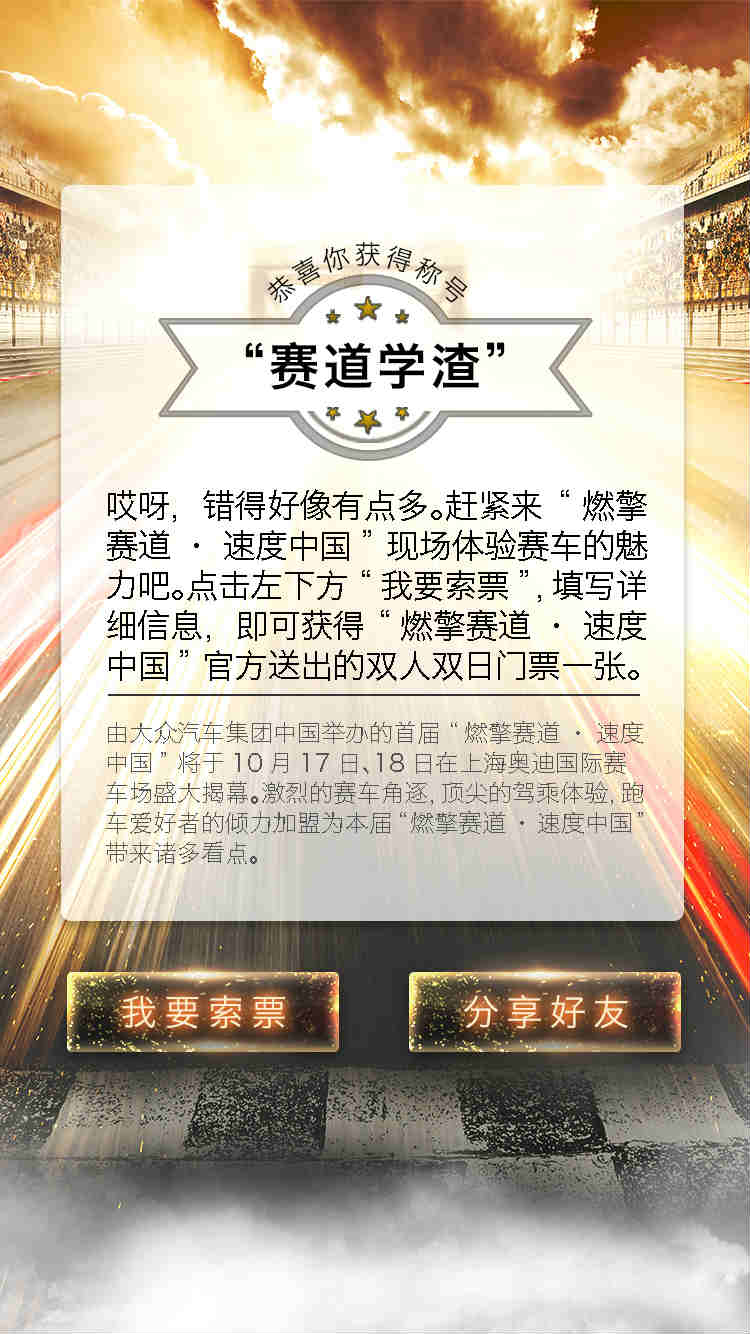 恭喜你获得称号
“赛道学渣”
哎呀，错得好像有点多。赶紧来“燃擎
赛道 · 速度中国”现场体验赛车的魅
力吧。点击左下方“我要索票”，填写详
细信息，即可获得“燃擎赛道 · 速度
中国”官方送出的双人双日门票一张。
由大众汽车集团中国举办的首届“燃擎赛道 · 速度
中国”将于 10 月 17 日、18 日在上海奥迪国际赛
车场盛大揭幕。激烈的赛车角逐，顶尖的驾乘体验，跑
车爱好者的倾力加盟为本届“燃擎赛道 · 速度中国”
带来诸多看点。
我要索票
分享好友